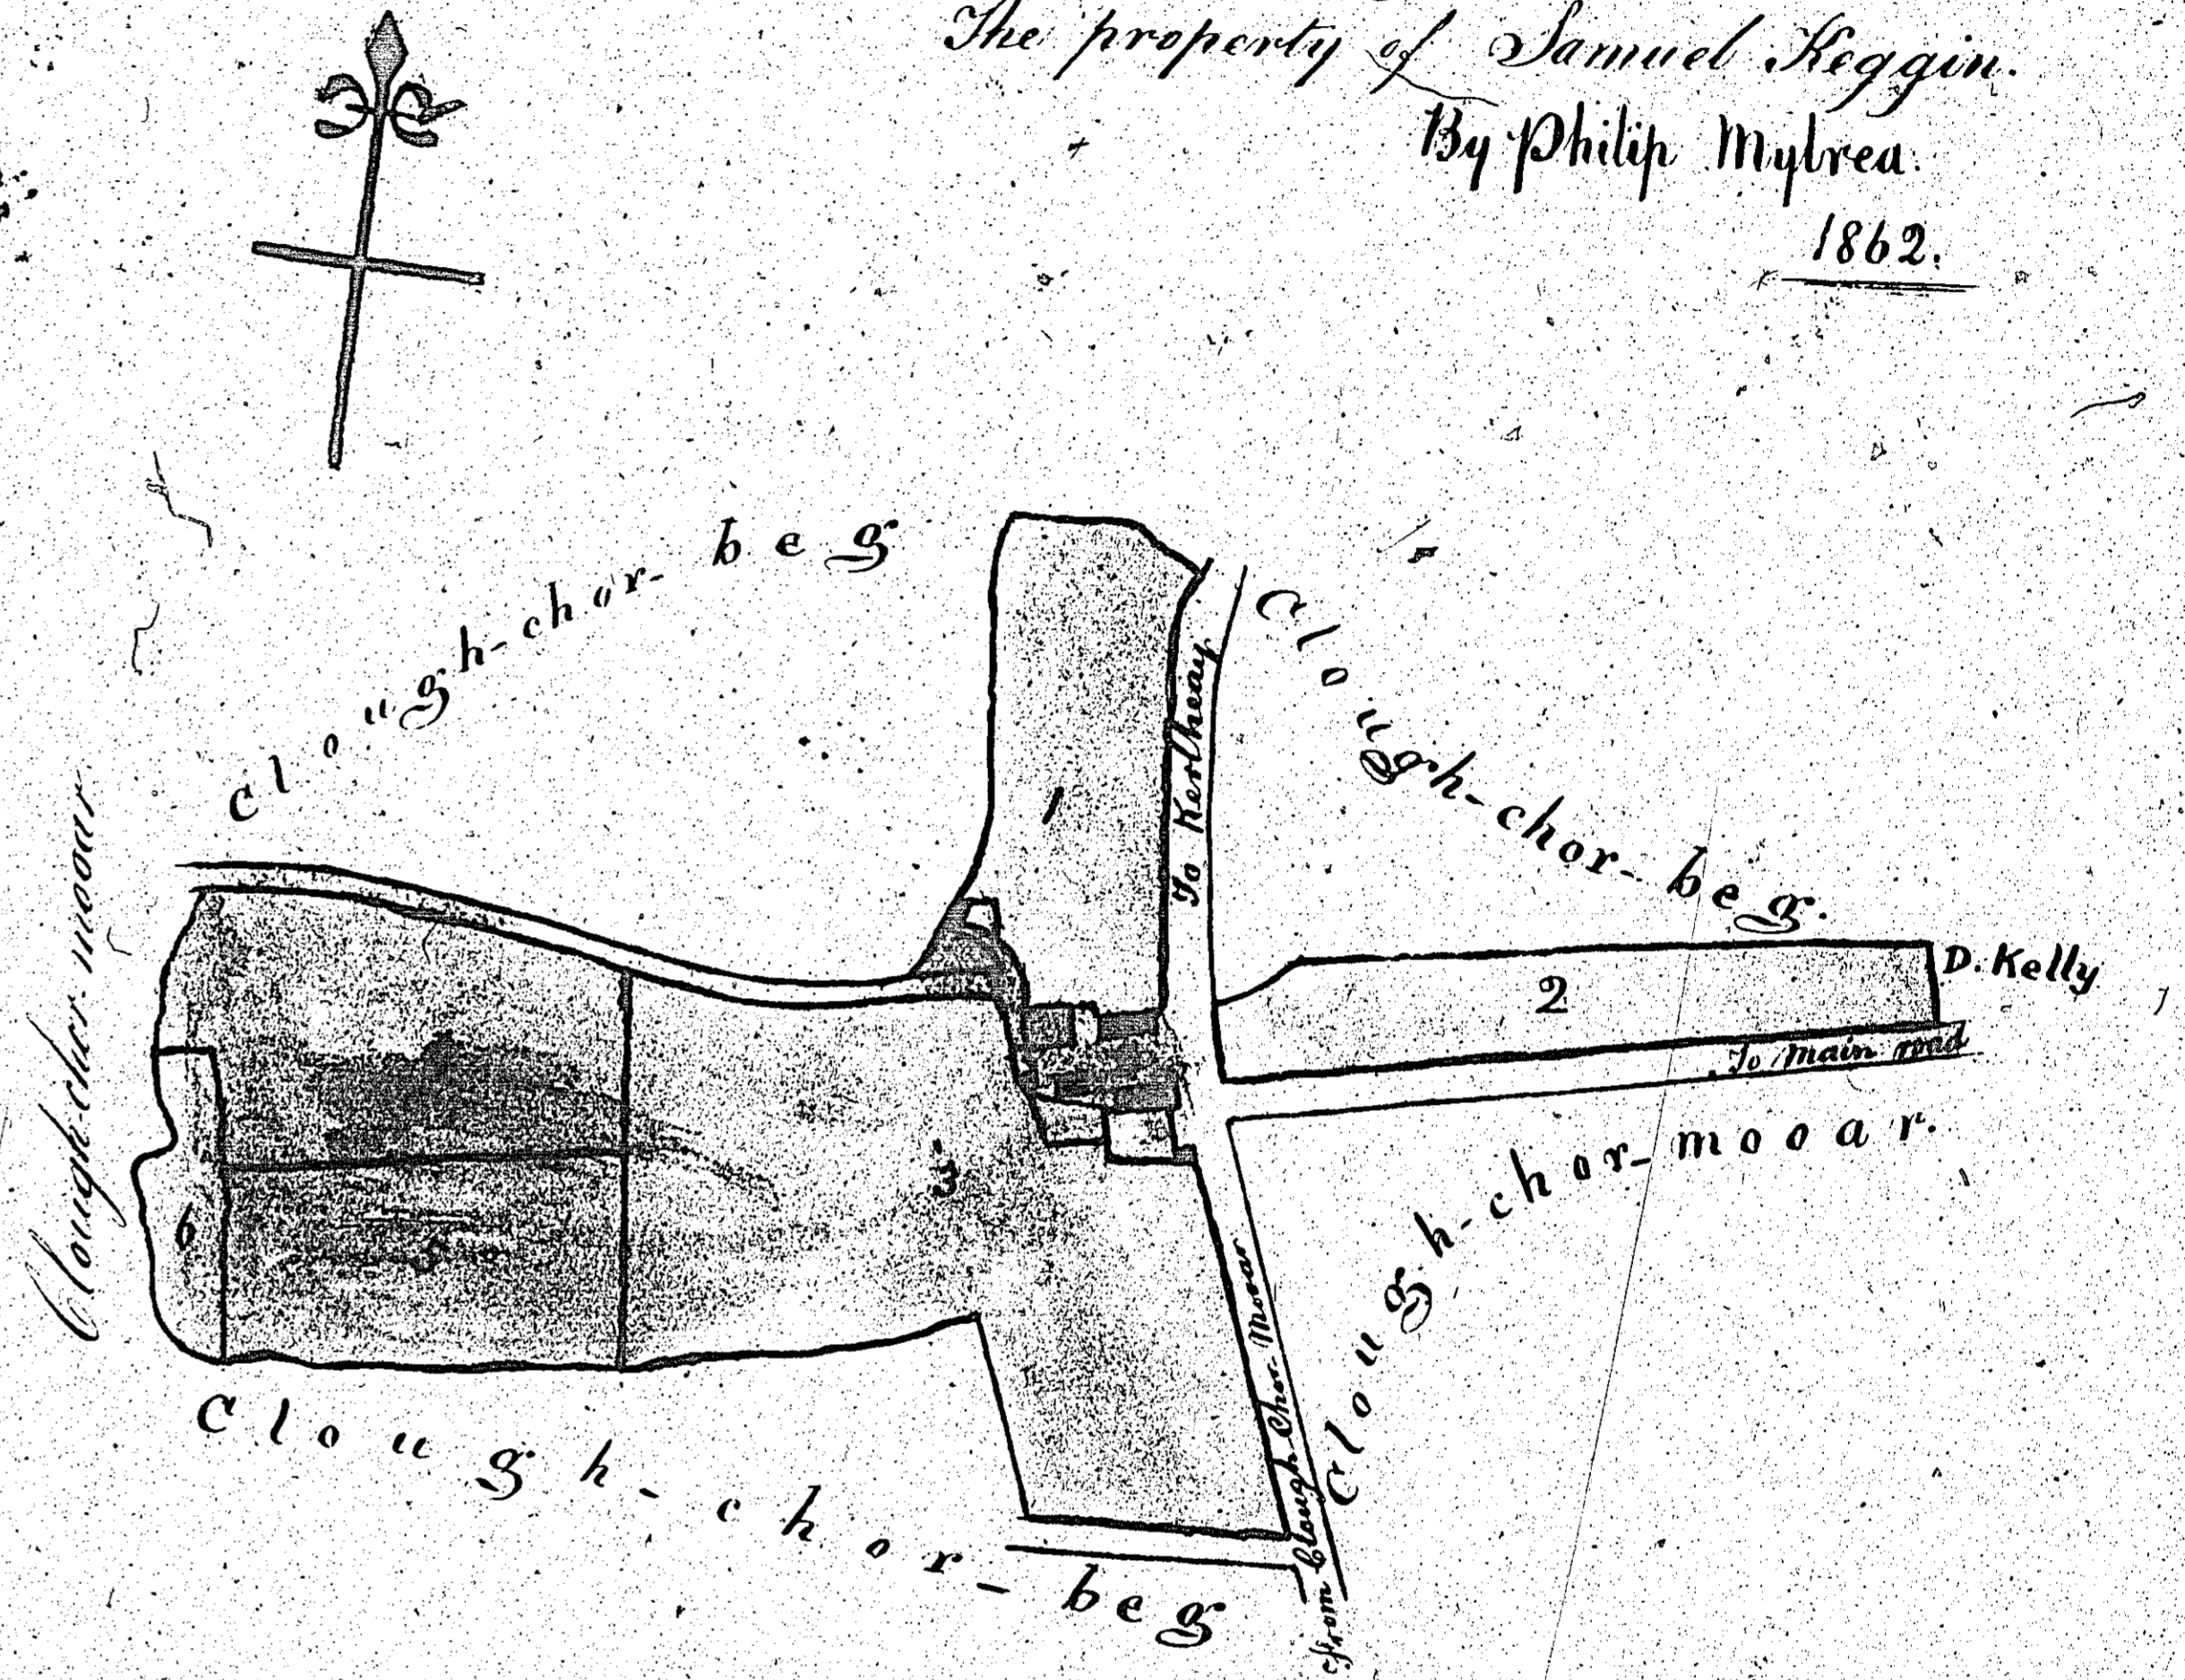 The property of Samuel Keggin.
By Philip Mylrea.
1862.
Clough-chor-beg
Clough-chor-beg.
To Kerlheay
1
Clough-chor-mooar
2
D. Kelly
To Main road
3
Clough-chor-mooar.
6
5
From Clough-Chor-Mooar
Clough-chor-beg